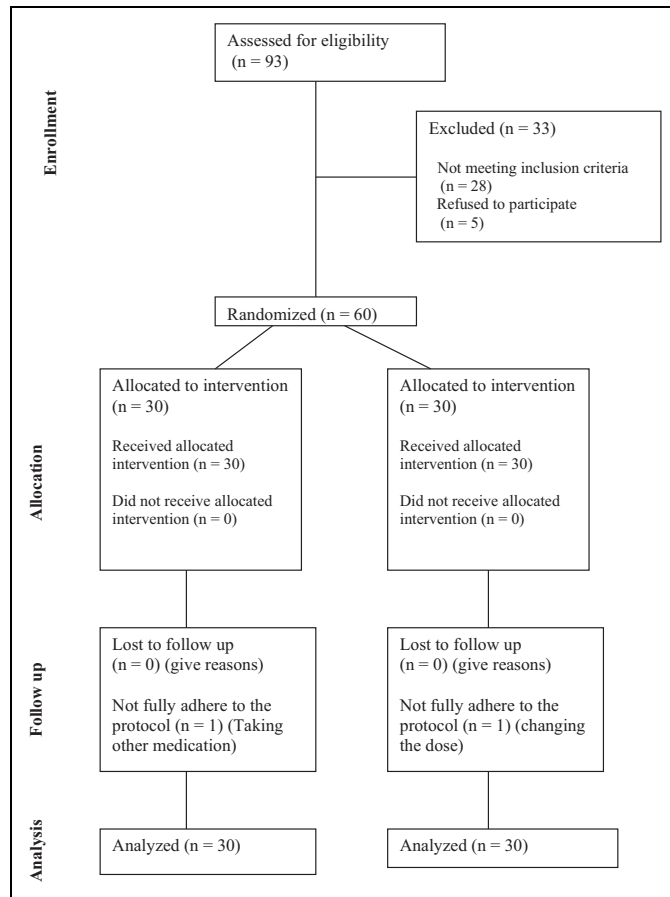 Assessed for eligibility
(n = 93)
Enrollment
Excluded (n = 33)
Not meeting inclusion criteria
(n = 28)
Refused to participate
(n = 5)
Randomized (n = 60)
Allocation
Allocated to intervention
(n = 30)
Received allocated
intervention (n = 30)
Did not receive allocated
intervention (n = 0)
Allocated to intervention
(n = 30)
Received allocated
intervention (n = 30)
Did not receive allocated
intervention (n = 0)
Follow up
Lost to follow up
(n = 0) (give reasons)
Not fully adhere to the
protocol (n = 1) (Taking
other medication)
Lost to follow up
(n = 0) (give reasons)
Not fully adhere to the
protocol (n = 1) (changing
the dose)
Analysis
Analyzed (n = 30)
Analyzed (n = 30)